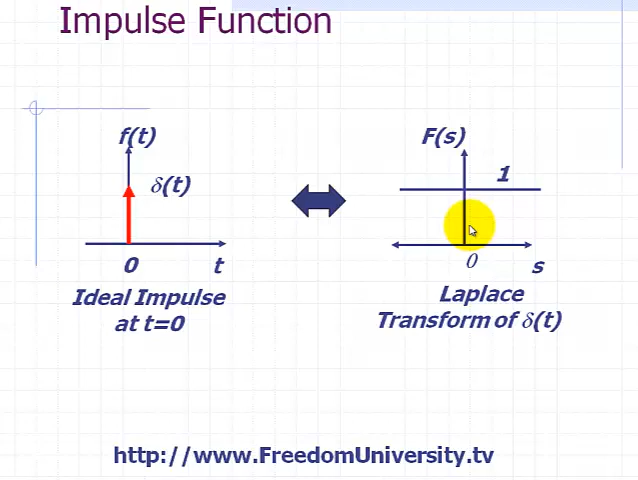 Impulse Function
f(t)
δ(t)
0
t
Ideal Impulse
at t=0
F(s)
1
0
s
Laplace
Transform of δ(t)
http://www.FreedomUniversity.tv